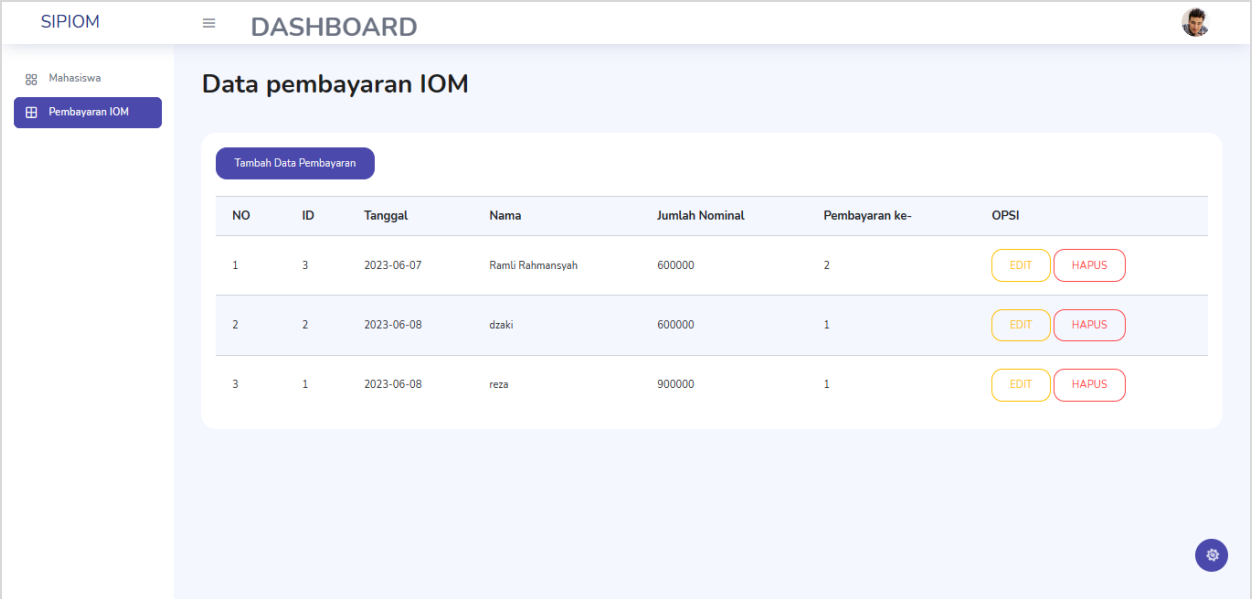 SIPIOM DASHBOARD
Mahasiswa
Pembayaran IOM
Data pembayaran IOM
Tambah Data Pembayaran
NO ID Tanggal Nama Jumlah Nominal Pembayaran ke- OPSI
1 3 2023-06-07 Ramli Rahmansyah 600000 2 EDIT HAPUS
2 2 2023-06-08 dzaki 600000 1 EDIT HAPUS
3 1 2023-06-08 reza 900000 1 EDIT HAPUS